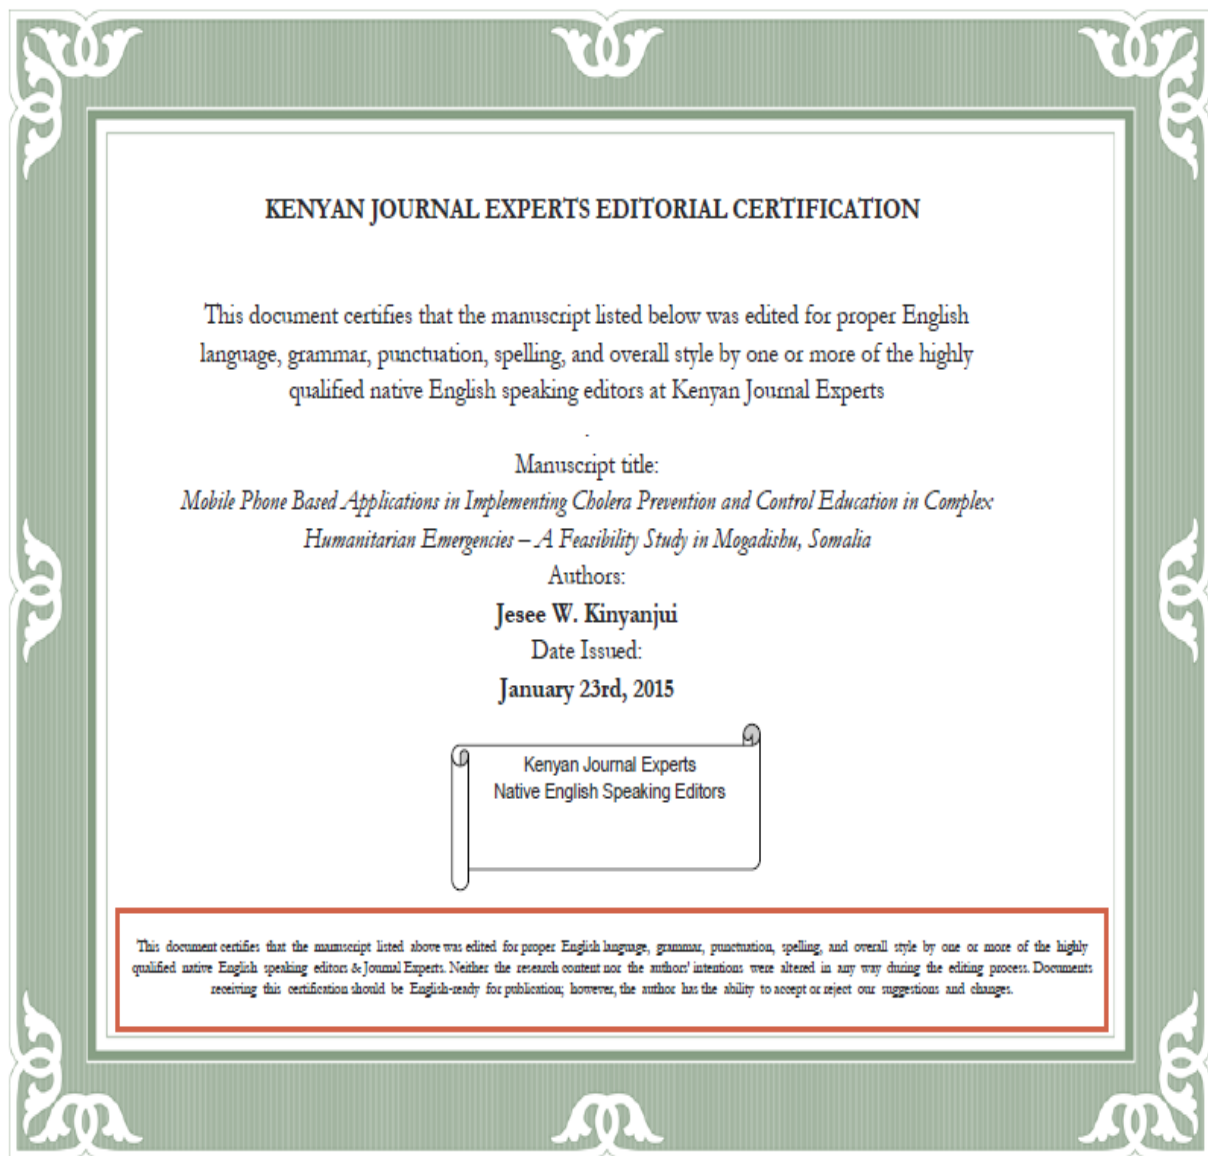 KENYAN JOURNAL EXPERTS EDITORIAL CERTIFICATION
This document certifies that the manuscript listed below was edited for proper English
language, grammar, punctuation, spelling, and overall style by one or more of the highly
qualified native English speaking editors at Kenyan Journal Experts
.
Manuscript title:
Mobile Phone Based Applications in Implementing Cholera Prevention and Control Education in Complex
Humanitarian Emergencies – A Feasibility Study in Mogadishu, Somalia
Authors:
Jesee W. Kinyanjui
Date Issued:
January 23rd, 2015
Kenyan Journal Experts
Native English Speaking Editors
This document certifies that the manuscript listed above was edited for proper English language, grammar, punctuation, spelling, and overall style by one or more of the highly
qualified native English speaking editors & Journal Experts. Neither the research content nor the authors' intentions were altered in any way during the editing process. Documents
receiving this certification should be English-ready for publication; however, the author has the ability to accept or reject our suggestions and changes.